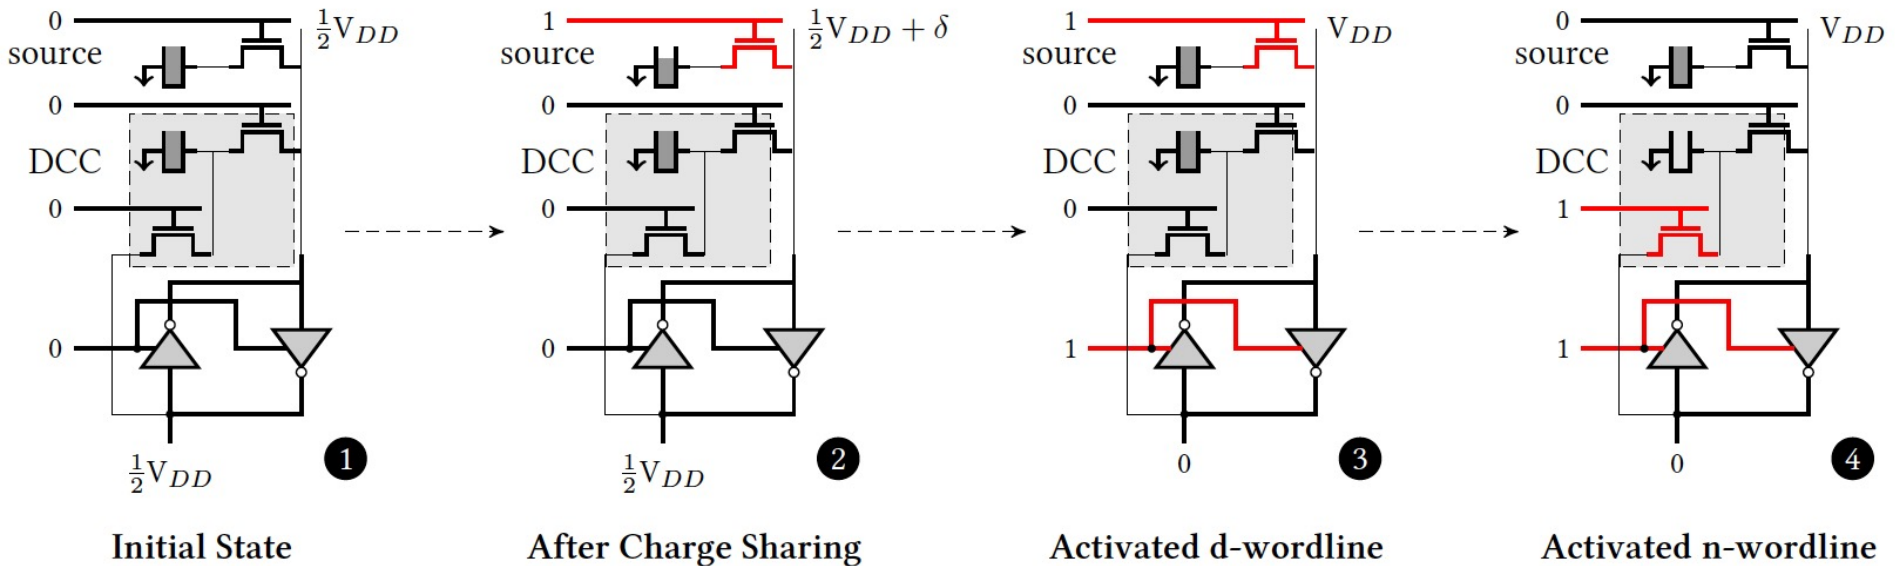 0
½V_DD
source
0
DCC
0
0
½V_DD
1
Initial State
1
½V_DD + δ
source
0
DCC
0
0
½V_DD
2
After Charge Sharing
1
V_DD
source
0
DCC
0
1
0
3
Activated d-wordline
0
V_DD
source
0
DCC
1
1
0
4
Activated n-wordline